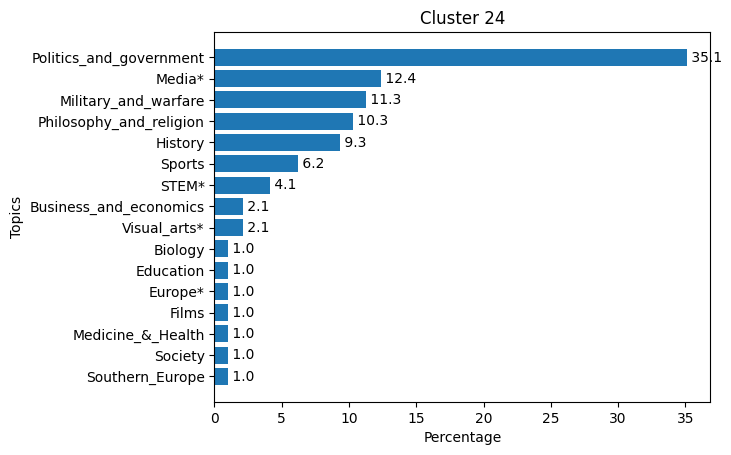 Cluster 24
Politics_and_government 35.1
Media* 12.4
Military_and_warfare 11.3
Philosophy_and_religion 10.3
History 9.3
Sports 6.2
STEM* 4.1
Business_and_economics 2.1
Visual_arts* 2.1
Biology 1.0
Education 1.0
Europe* 1.0
Films 1.0
Medicine_&_Health 1.0
Society 1.0
Southern_Europe 1.0
Topics
0 5 10 15 20 25 30 35
Percentage